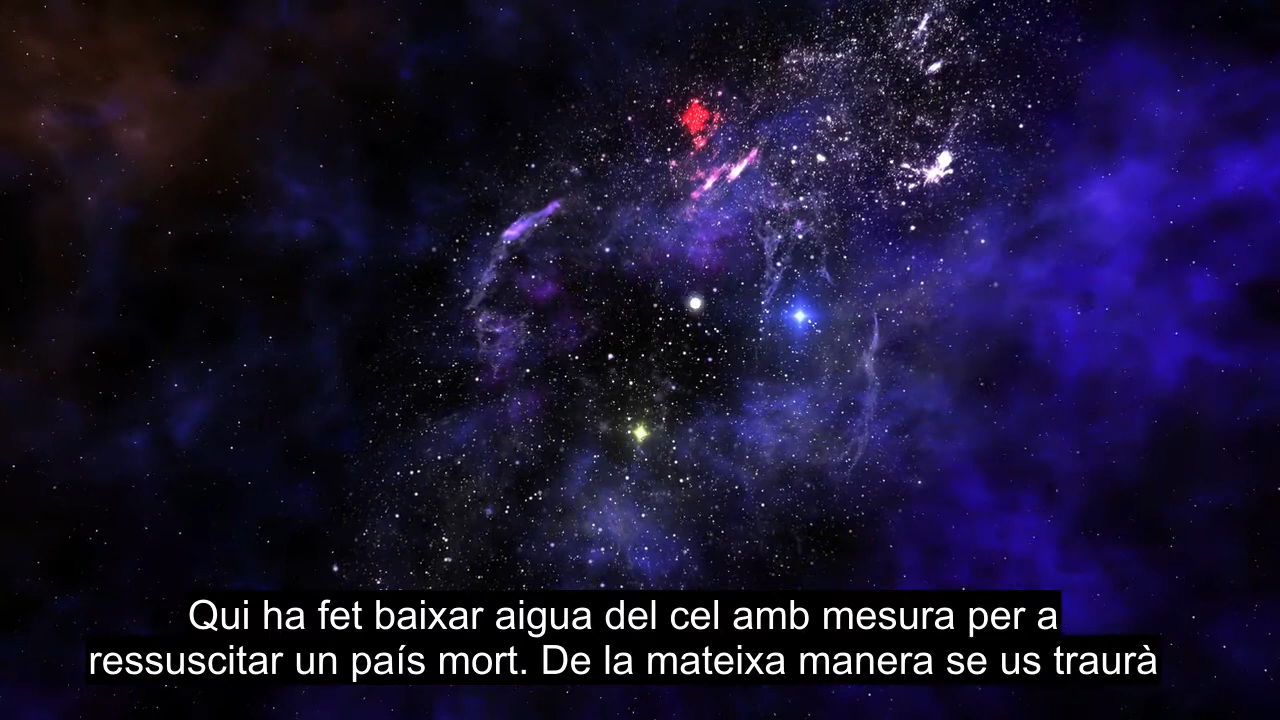 Qui ha fet baixar aigua del cel amb mesura per a
ressuscitar un país mort. De la mateixa manera se us traurà